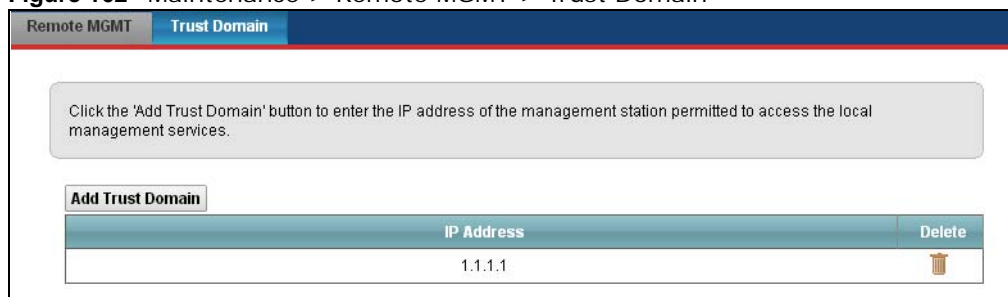 Figure 162 Maintenance > Remote MGMT > Trust Domain
Remote MGMT Trust Domain
Click the 'Add Trust Domain' button to enter the IP address of the management station permitted to access the local
management services.
Add Trust Domain
IP Address Delete
1.1.1.1